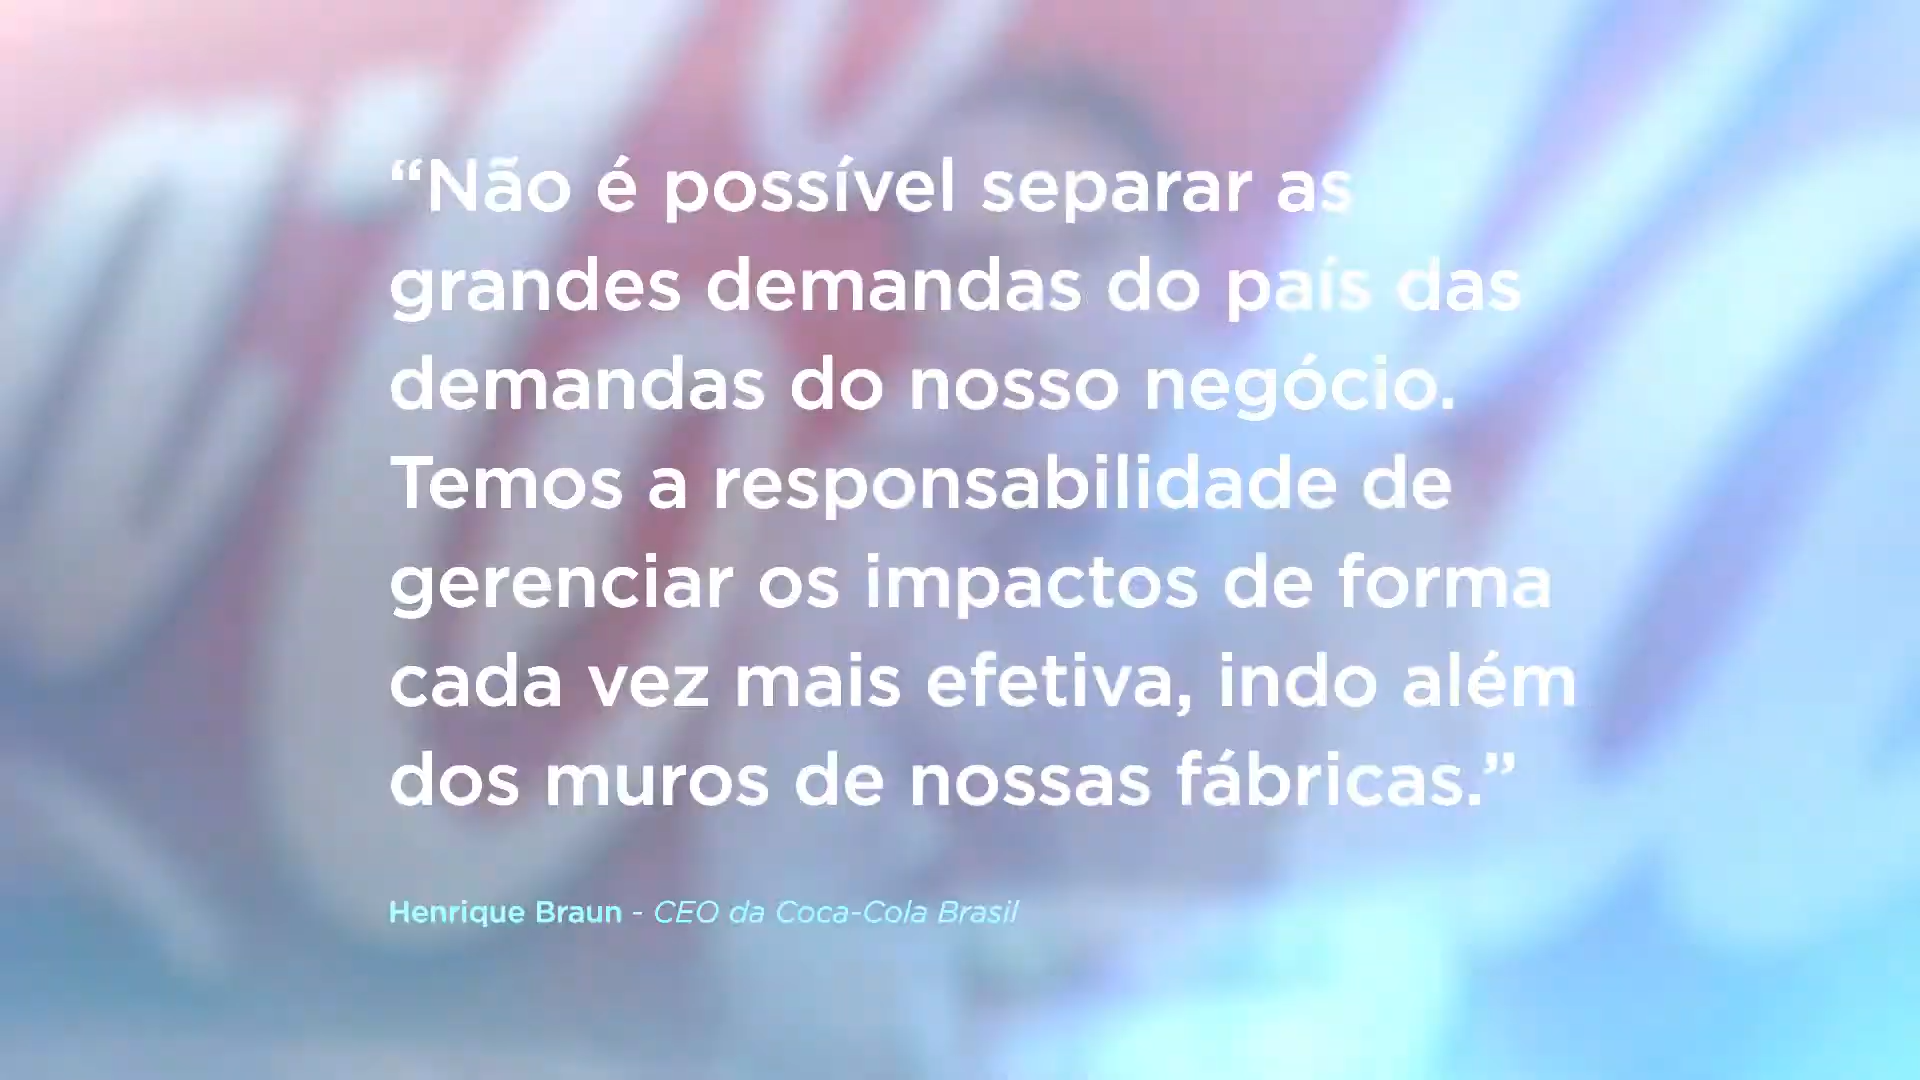 “Não é possível separar as
grandes demandas do país das
demandas do nosso negócio.
Temos a responsabilidade de
gerenciar os impactos de forma
cada vez mais efetiva, indo além
dos muros de nossas fábricas.”
Henrique Braun - CEO da Coca-Cola Brasil